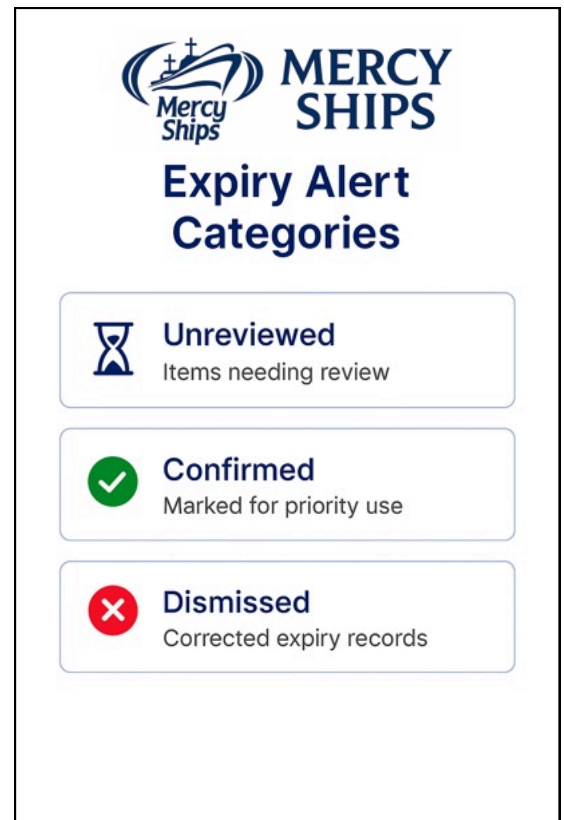 Mercy
Ships
MERCY
SHIPS
Expiry Alert
Categories
Unreviewed
Items needing review
Confirmed
Marked for priority use
Dismissed
Corrected expiry records